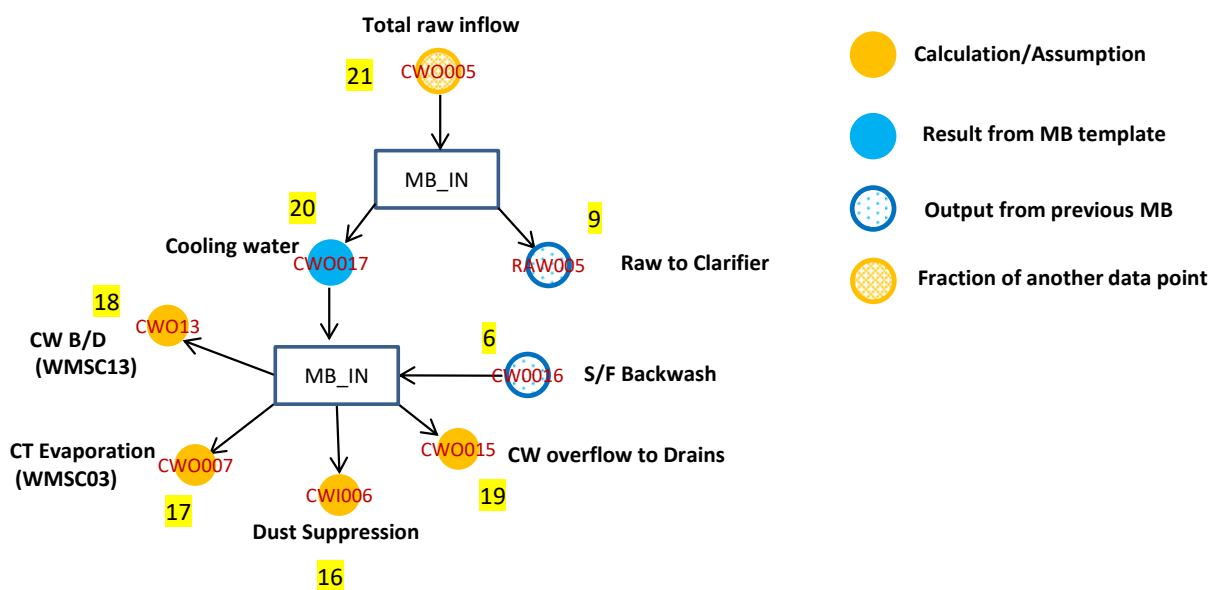 Total raw inflow
21
CWO005
MB_IN
20
9
Cooling water
CWO017
RAW005
Raw to Clarifier
18
CWO13
CW B/D
(WMSC13)
MB_IN
6
CW0016
S/F Backwash
CT Evaporation
(WMSC03)
CWO007
17
CWI006
Dust Suppression
16
CWO015
CW overflow to Drains
19
Calculation/Assumption
Result from MB template
Output from previous MB
Fraction of another data point